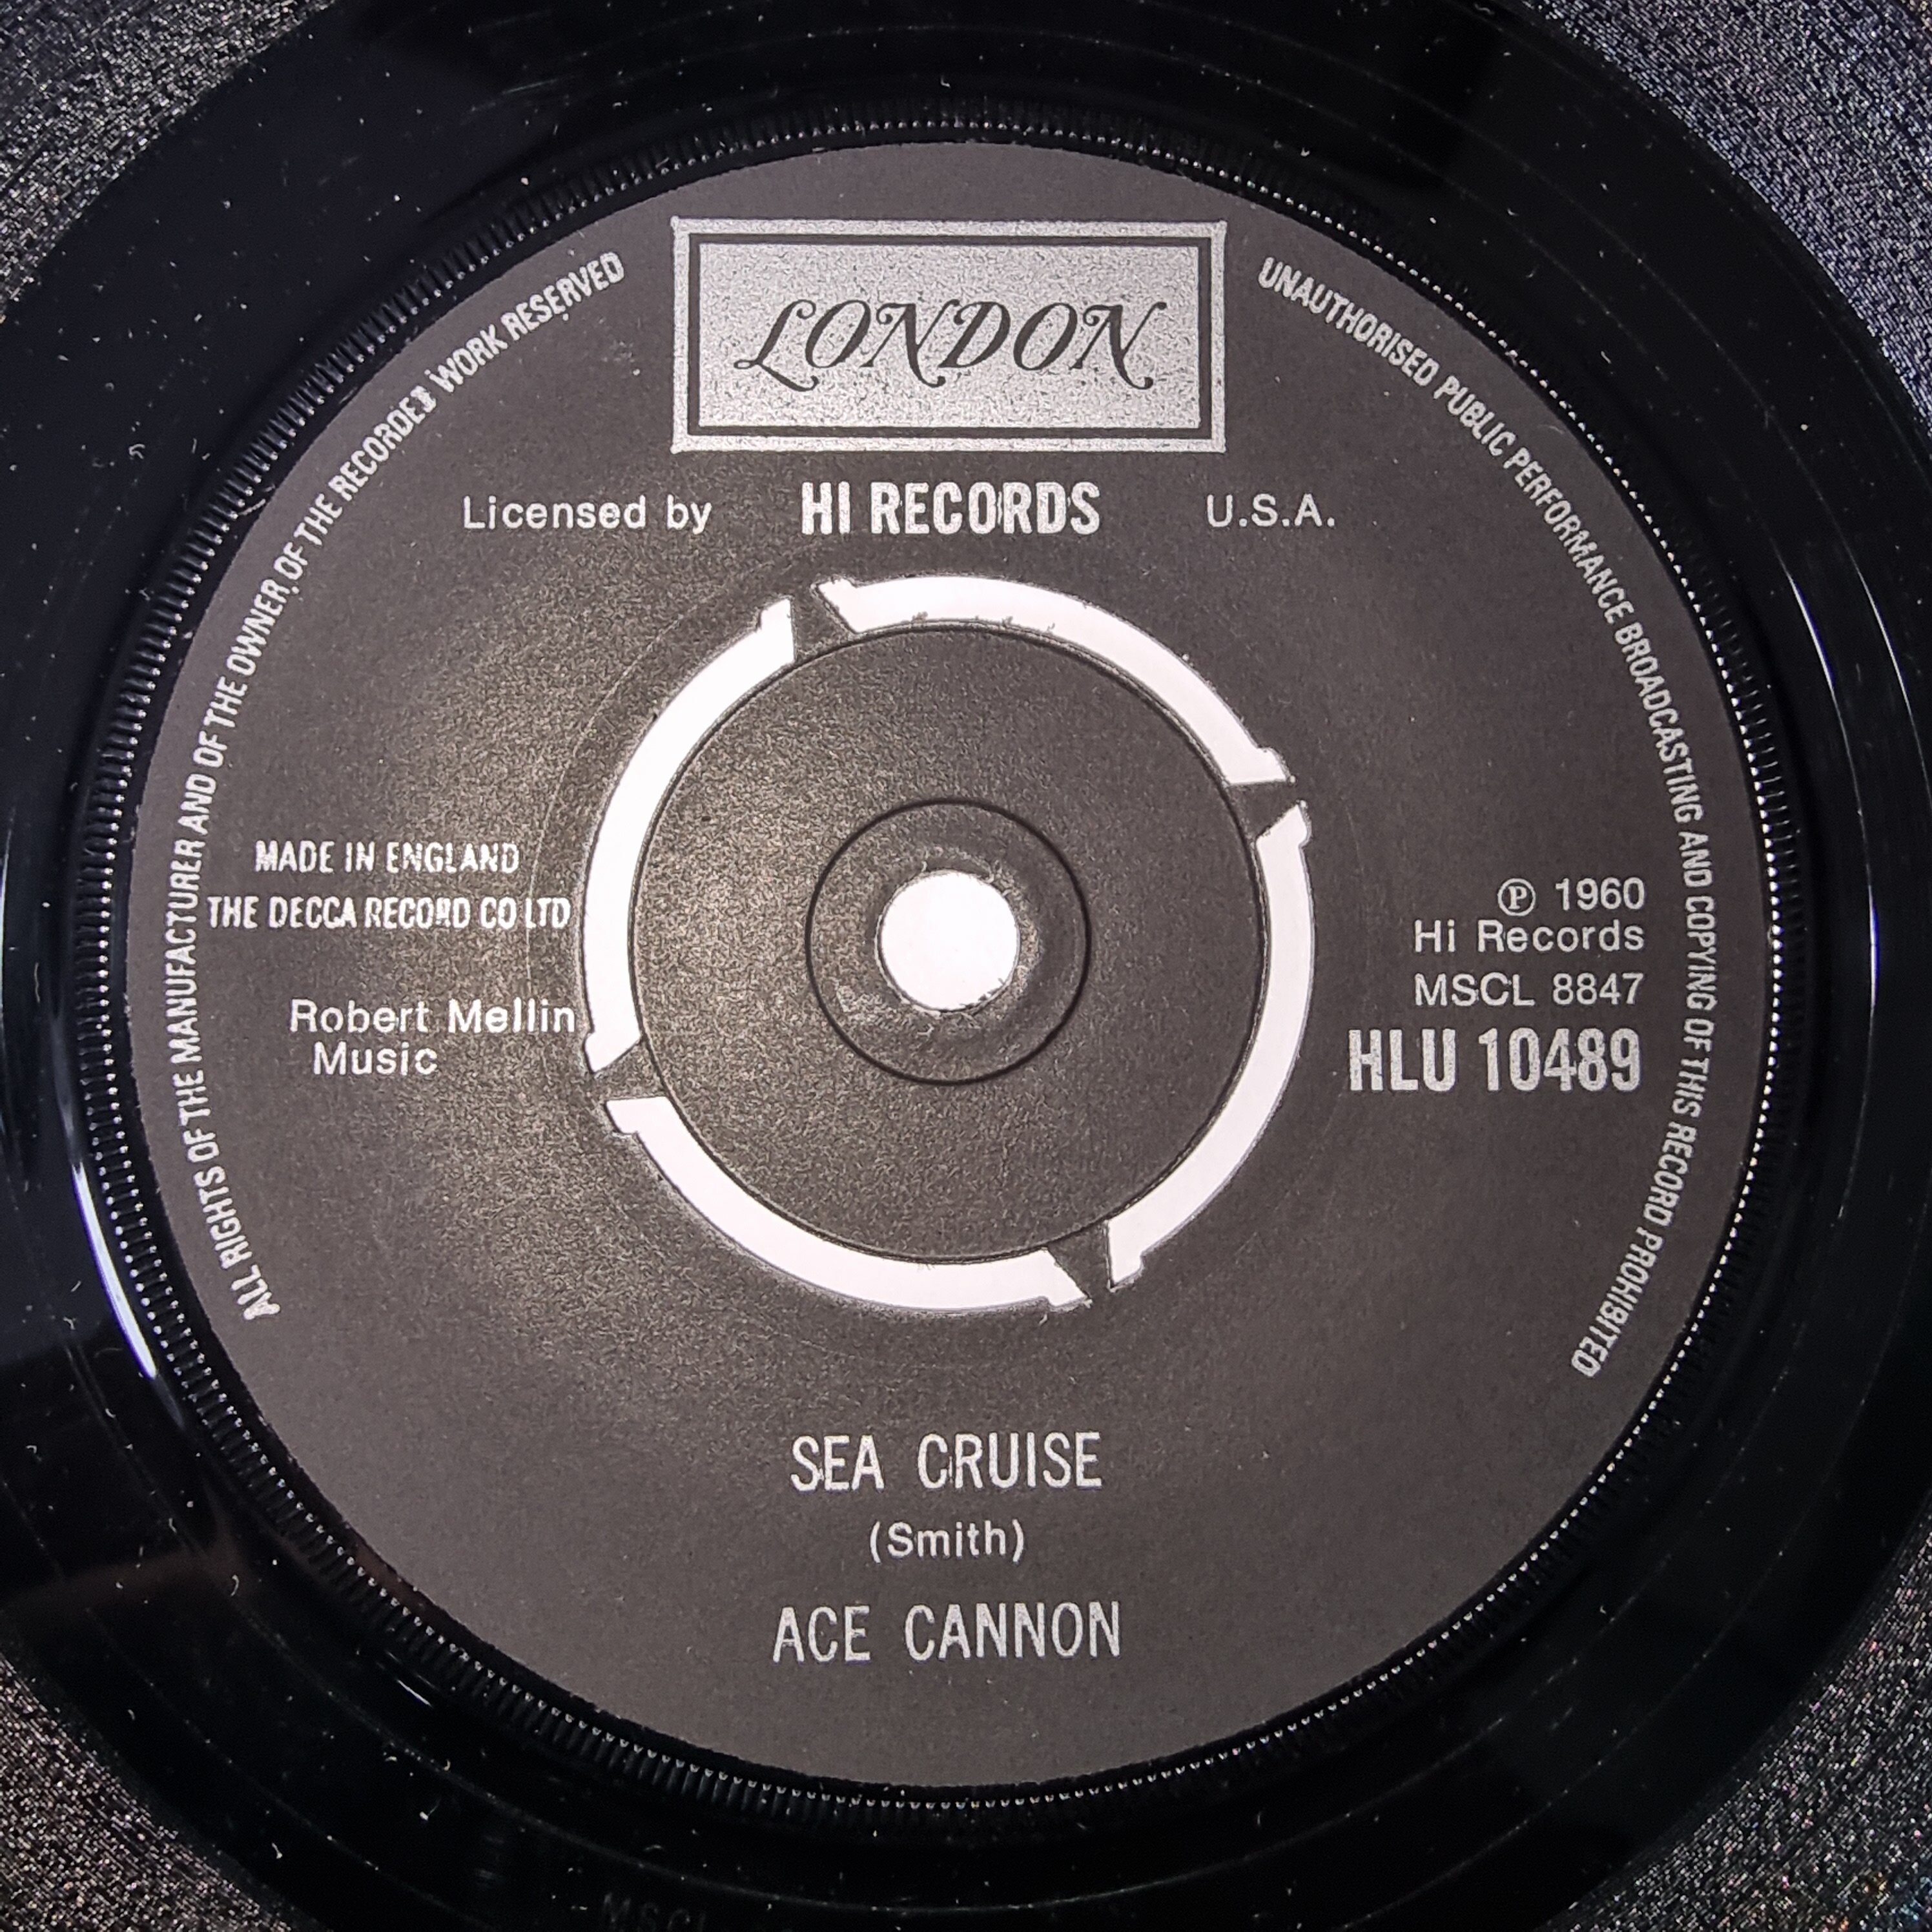 LONDON
Licensed by HI RECORDS U.S.A.
ALL RIGHTS OF THE MANUFACTURER AND OF THE OWNER OF THE RECORDED WORK RESERVED
UNAUTHORISED PUBLIC PERFORMANCE BROADCASTING AND COPYING OF THIS RECORD PROHIBITED
MADE IN ENGLAND
THE DECCA RECORD CO LTD
Robert Mellin
Music
Ⓟ 1960
Hi Records
MSCL 8847
HLU 10489
SEA CRUISE
(Smith)
ACE CANNON
MSCL